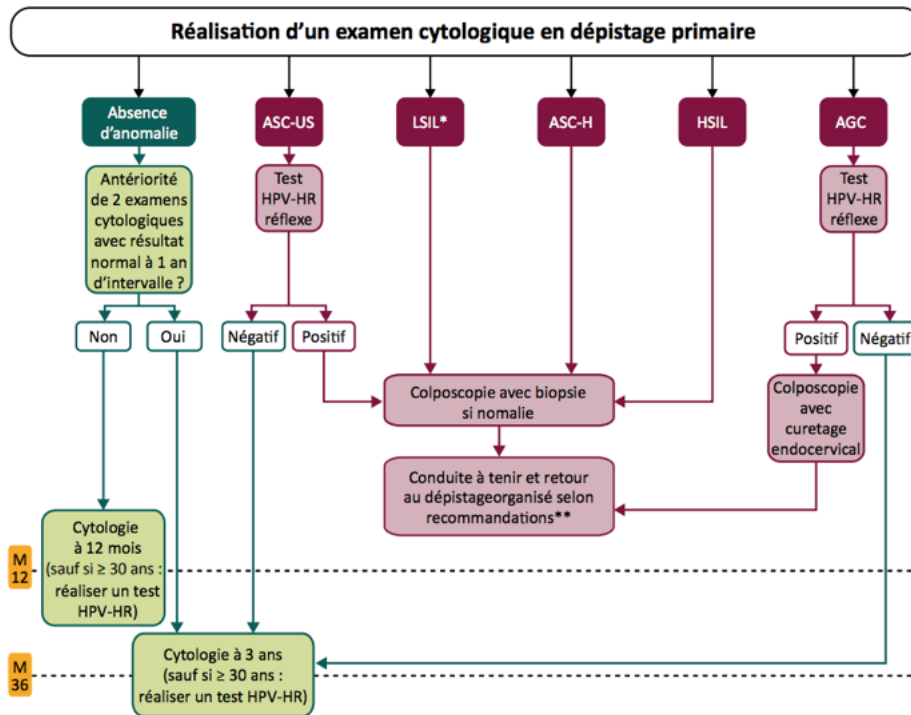 Réalisation d'un examen cytologique en dépistage primaire
Absence
d'anomalie
ASC-US
LSIL*
ASC-H
HSIL
AGC
Antériorité
de 2 examens
cytologiques
avec résultat
normal à 1 an
d'intervalle ?
Test
HPV-HR
réflexe
Test
HPV-HR
réflexe
Non
Oui
Négatif
Positif
Positif
Négatif
Colposcopie avec biopsie
si nomalie
Colposcopie
avec
curetage
endocervical
Conduite à tenir et retour
au dépistageorganisé selon
recommandations**
Cytologie
à 12 mois
(sauf si ≥ 30 ans :
réaliser un test
HPV-HR)
M
12
Cytologie à 3 ans
(sauf si ≥ 30 ans :
réaliser un test HPV-HR)
M
36